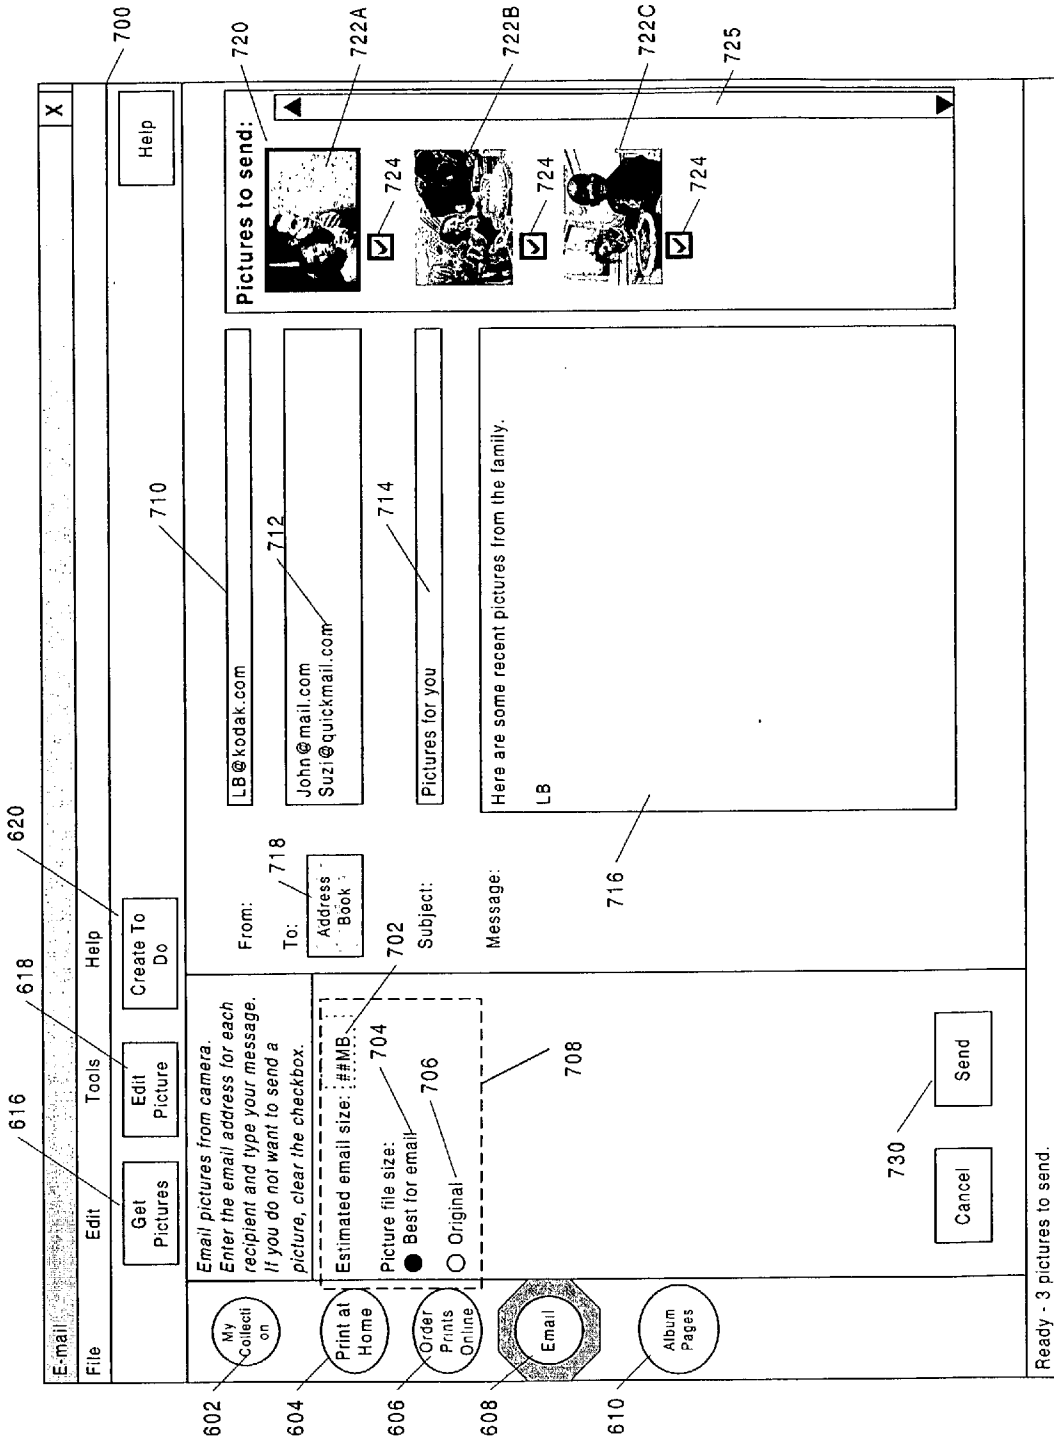 620
618
616
700
E-mail
X
File Edit Tools Help
Get
Pictures
Edit
Picture
Create To
Do
Help
602
My
Collecti
on
604
Print at
Home
606
Order
Prints
Online
608
Email
610
Album
Pages
Email pictures from camera.
Enter the email address for each
recipient and type your message.
If you do not want to send a
picture, clear the checkbox.
Estimated email size: ##MB
702
Picture file size:
Best for email
704
Original
706
708
730
Cancel
Send
From:
LB@kodak.com
710
To:
718
Address
Book
John@mail.com
Suzi@quickmail.com
712
Subject:
Pictures for you
714
Message:
Here are some recent pictures from the family.
LB
716
Pictures to send:
720
722A
724
722B
724
722C
724
725
Ready - 3 pictures to send.